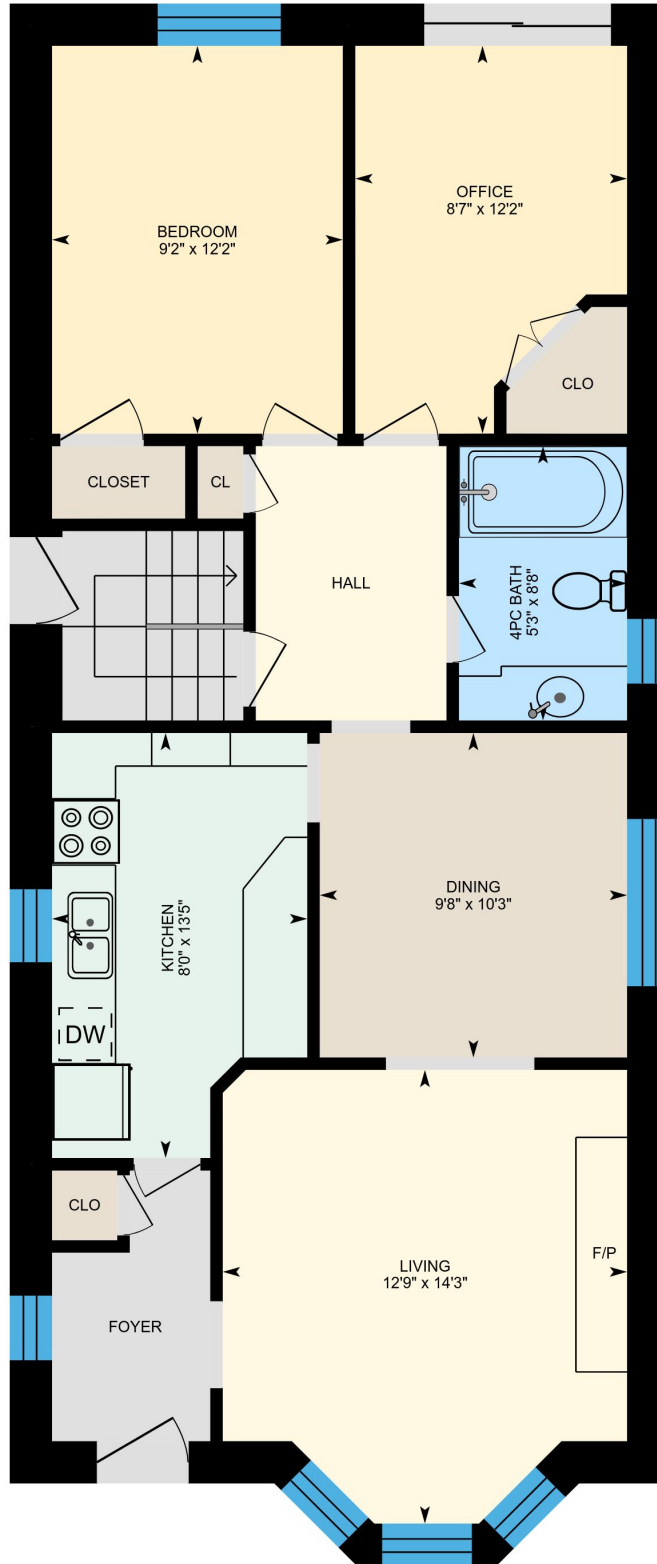 BEDROOM
9'2" x 12'2"
OFFICE
8'7" x 12'2"
CLO
CLOSET
CL
HALL
4PC BATH
5'3" x 8'8"
KITCHEN
8'0" x 13'5"
DW
DINING
9'8" x 10'3"
CLO
FOYER
LIVING
12'9" x 14'3"
F/P